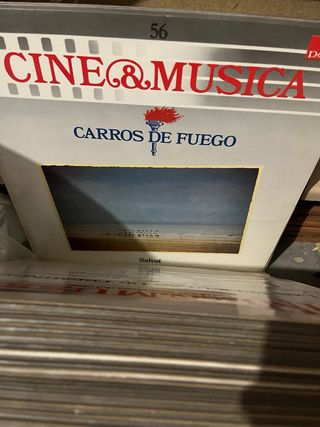 56
CINE&MUSICA
CARROS DE FUEGO
Salvat